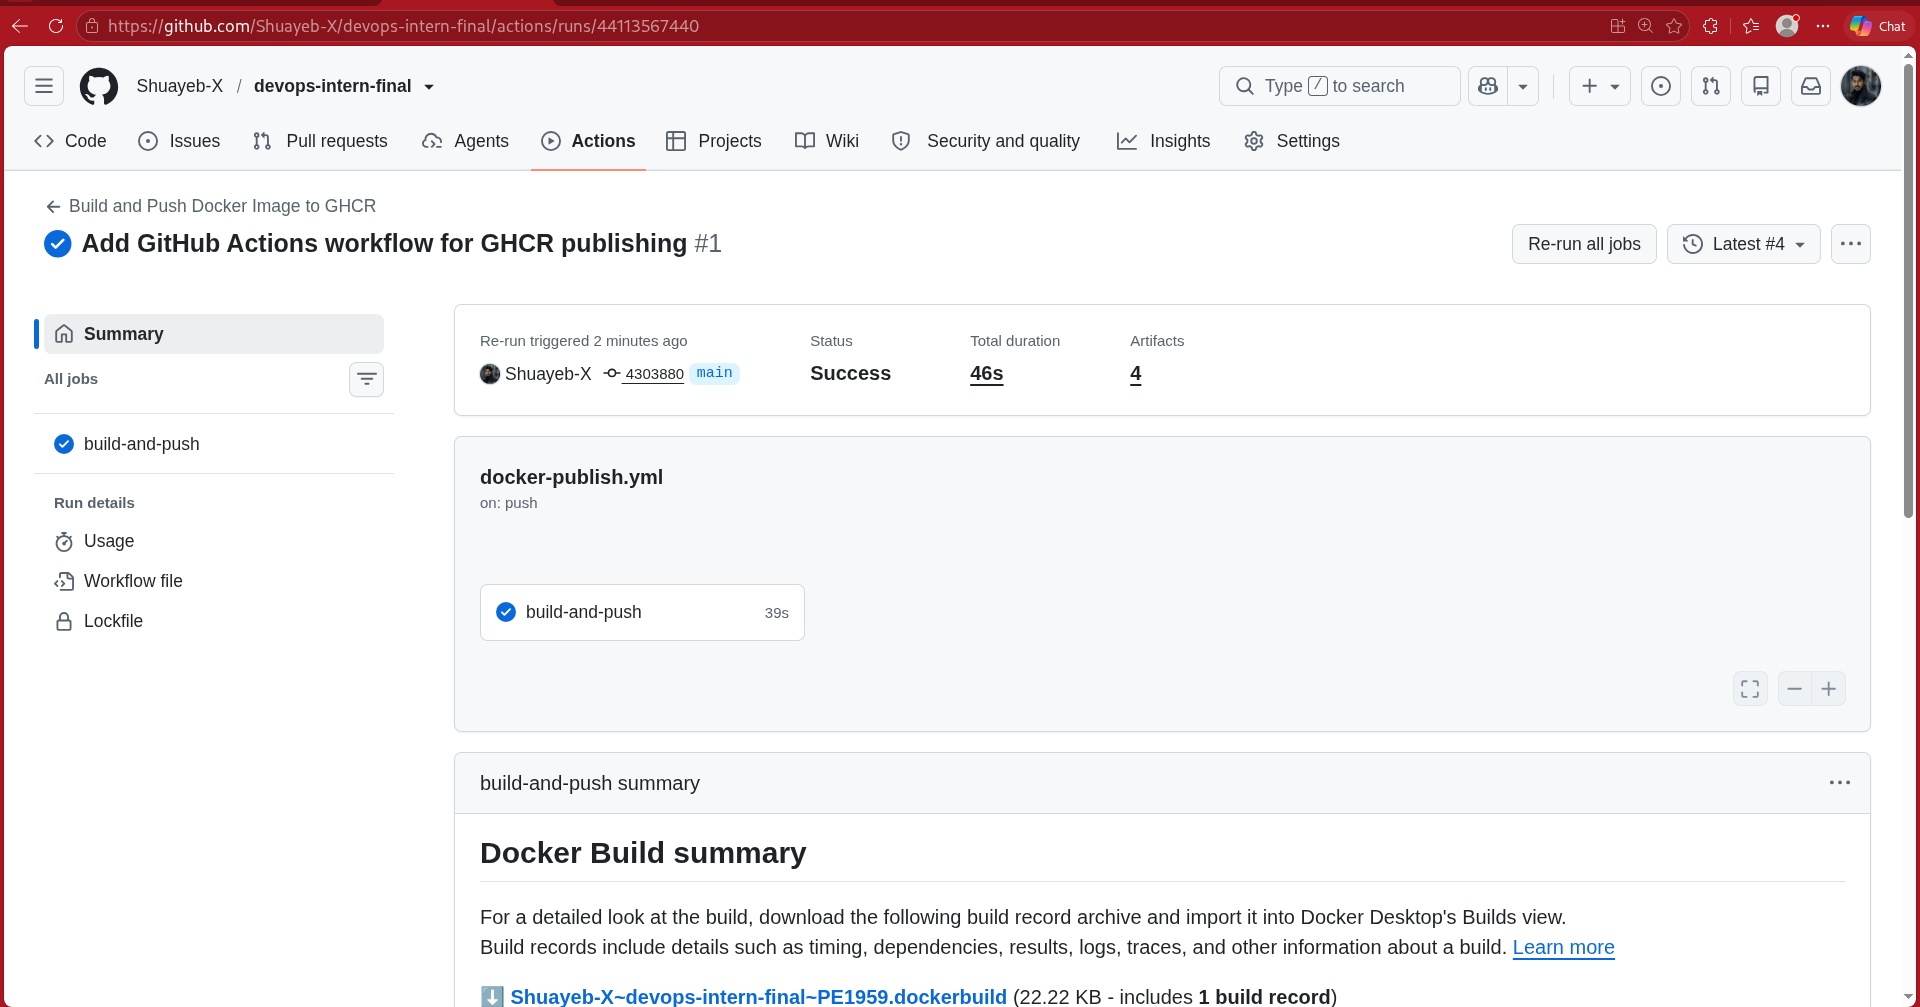 https://github.com/Shuayeb-X/devops-intern-final/actions/runs/44113567440
Chat
Shuayeb-X / devops-intern-final
Type / to search
Code
Issues
Pull requests
Agents
Actions
Projects
Wiki
Security and quality
Insights
Settings
Build and Push Docker Image to GHCR
Add GitHub Actions workflow for GHCR publishing #1
Re-run all jobs
Latest #4
Summary
All jobs
build-and-push
Run details
Usage
Workflow file
Lockfile
Re-run triggered 2 minutes ago
Shuayeb-X 4303880 main
Status
Success
Total duration
46s
Artifacts
4
docker-publish.yml
on: push
build-and-push 39s
build-and-push summary
Docker Build summary
For a detailed look at the build, download the following build record archive and import it into Docker Desktop's Builds view.
Build records include details such as timing, dependencies, results, logs, traces, and other information about a build. Learn more
Shuayeb-X~devops-intern-final~PE1959.dockerbuild (22.22 KB - includes 1 build record)